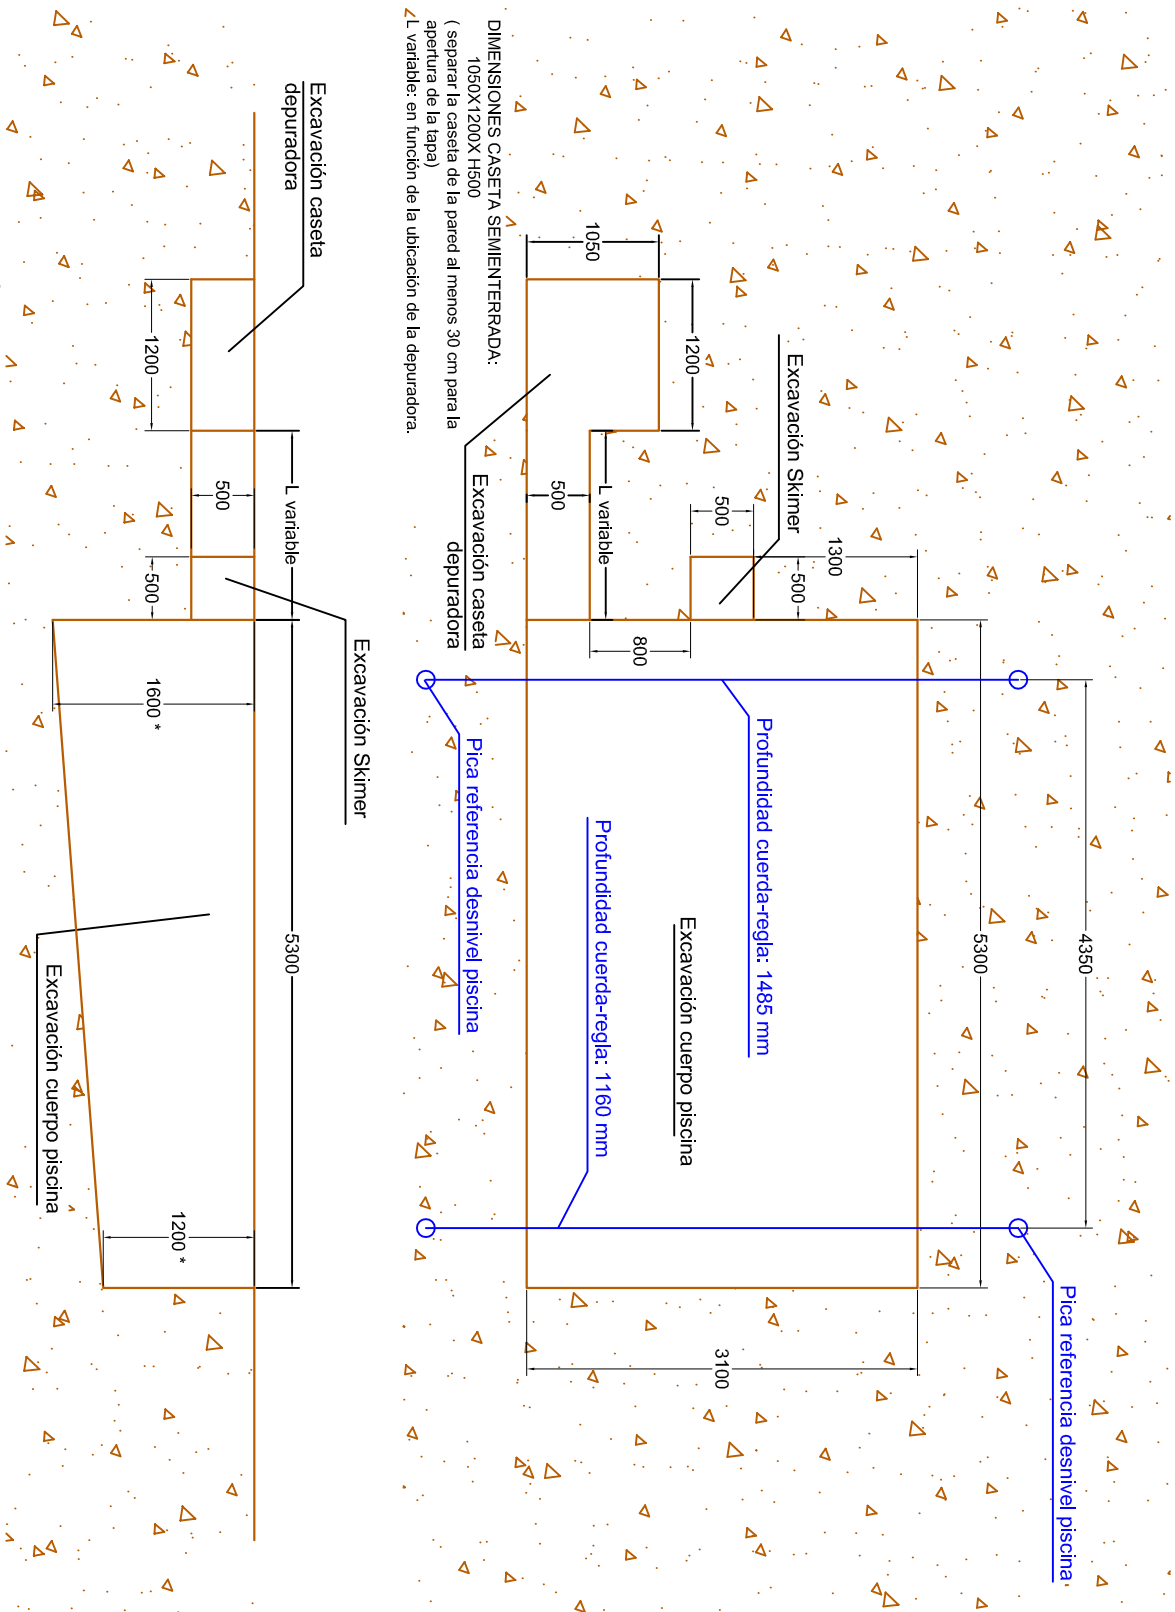 Pica referencia desnivel piscina
4350
5300
1300
Excavación Skimer
500
500
1200
1050
L variable
500
800
Profundidad cuerda-regla: 1485 mm
Excavación cuerpo piscina
Profundidad cuerda-regla: 1160 mm
3100
DIMENSIONES CASETA SEMIENTERRADA:
1050X1200X H500
( separar la caseta de la pared al menos 30 cm para la
apertura de la tapa)
L variable: en función de la ubicación de la depuradora.
Excavación caseta
depuradora
Pica referencia desnivel piscina
Excavación caseta
depuradora
Excavación Skimer
L variable
5300
1200
500
500
1600 *
1200 *
Excavación cuerpo piscina